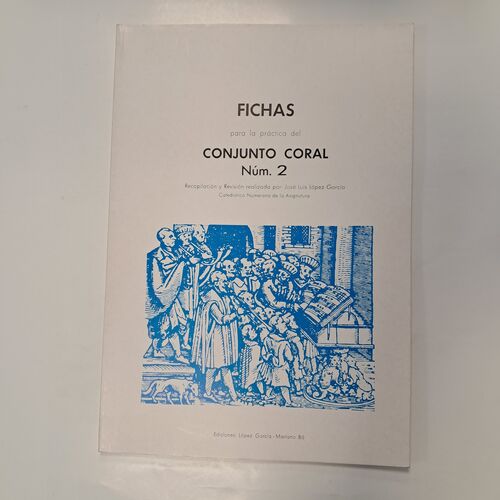 FICHAS
para la práctica del
CONJUNTO CORAL
Núm. 2
Recopilación y Revisión realizada por José Luis López García
Catedrático Numerario de la Asignatura
Ediciones López García - Mariano Bó